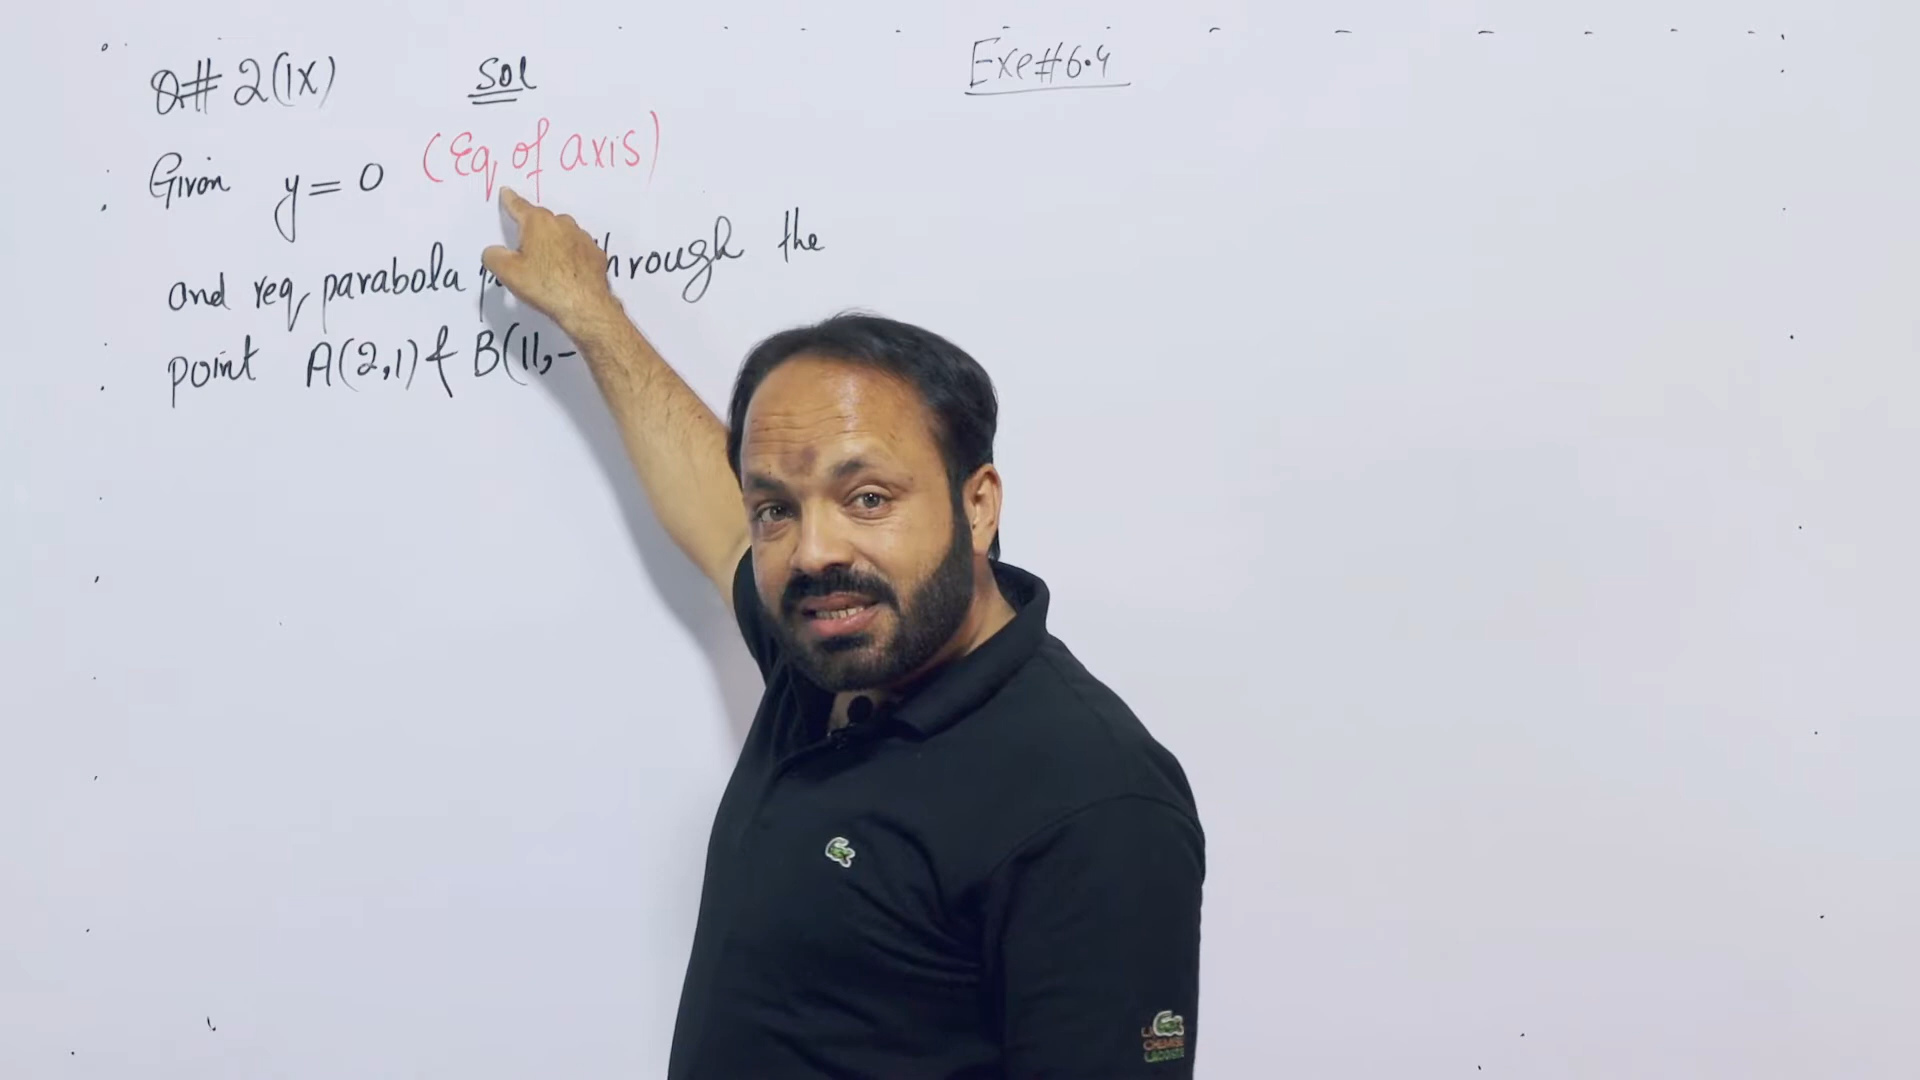 Q# 2(ix) Sol Exe#6.4
Given y=0 (Eq of axis)
and req parabola through the
point A(2,1) & B(11,-
LACOSTE